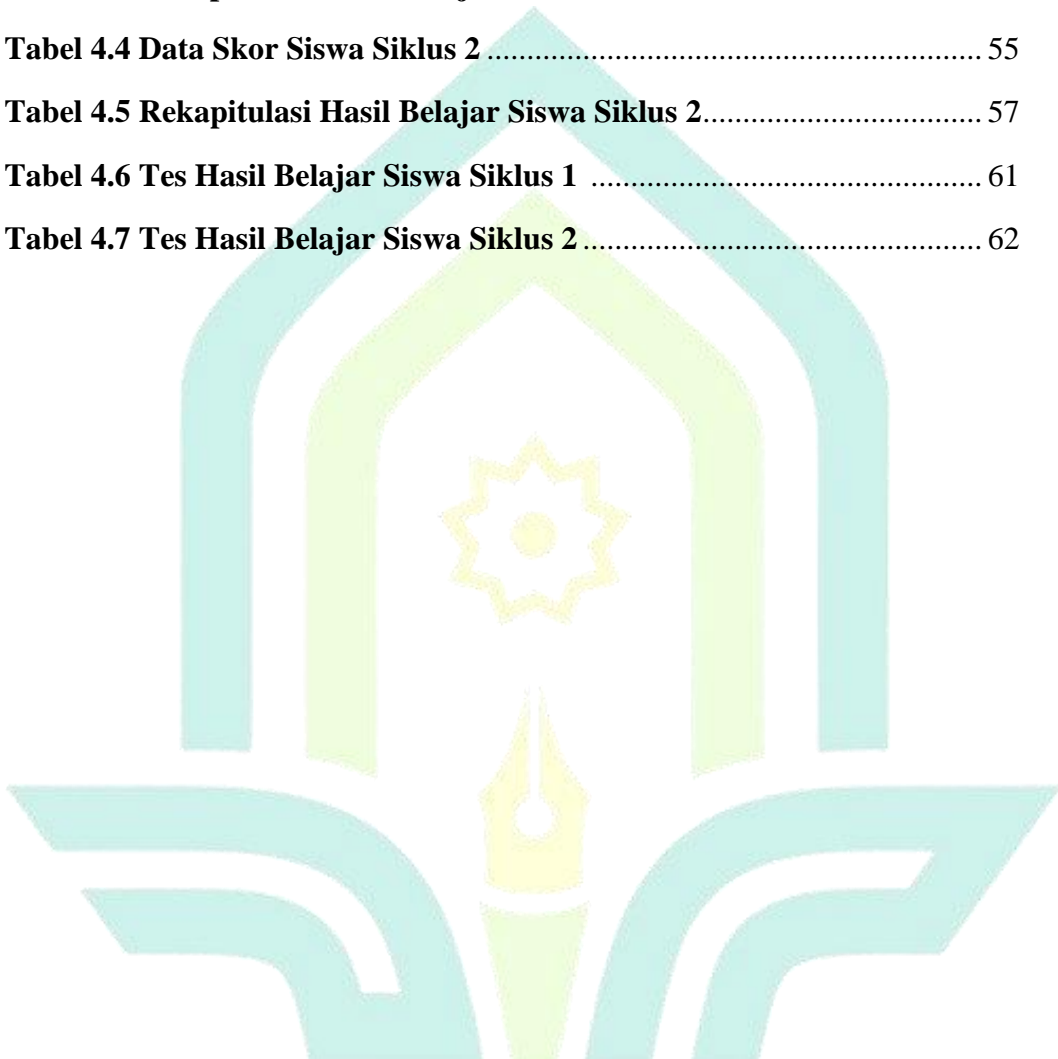 Tabel 4.4 Data Skor Siswa Siklus 2 ........................................................ 55
Tabel 4.5 Rekapitulasi Hasil Belajar Siswa Siklus 2................................ 57
Tabel 4.6 Tes Hasil Belajar Siswa Siklus 1 ............................................. 61
Tabel 4.7 Tes Hasil Belajar Siswa Siklus 2 .............................................. 62